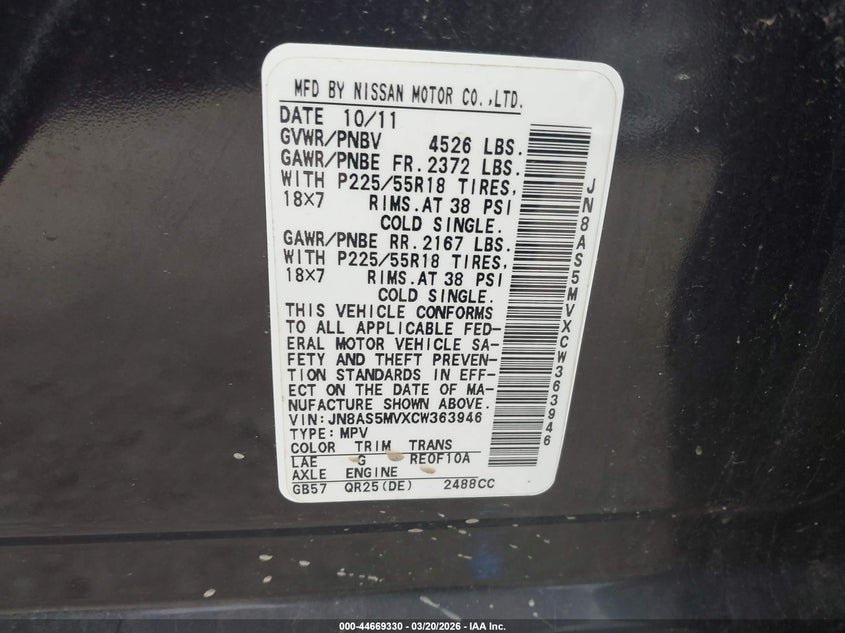 MFD BY NISSAN MOTOR CO.,LTD.
DATE 10/11
GVWR/PNBV 4526 LBS.
GAWR/PNBE FR. 2372 LBS.
WITH P225/55R18 TIRES,
18X7 RIMS.AT 38 PSI
COLD SINGLE.
GAWR/PNBE RR. 2167 LBS.
WITH P225/55R18 TIRES,
18X7 RIMS.AT 38 PSI
COLD SINGLE.
THIS VEHICLE CONFORMS
TO ALL APPLICABLE FED-
ERAL MOTOR VEHICLE SA-
FETY AND THEFT PREVEN-
TION STANDARDS IN EFF-
ECT ON THE DATE OF MA-
NUFACTURE SHOWN ABOVE.
VIN:JN8AS5MVXCW363946
TYPE:MPV
COLOR TRIM TRANS
LAE G RE0F10A
AXLE ENGINE
GB57 QR25(DE) 2488CC
JN8AS5MVXCW363946
000-44669330 - 03/20/2026 - IAA Inc.